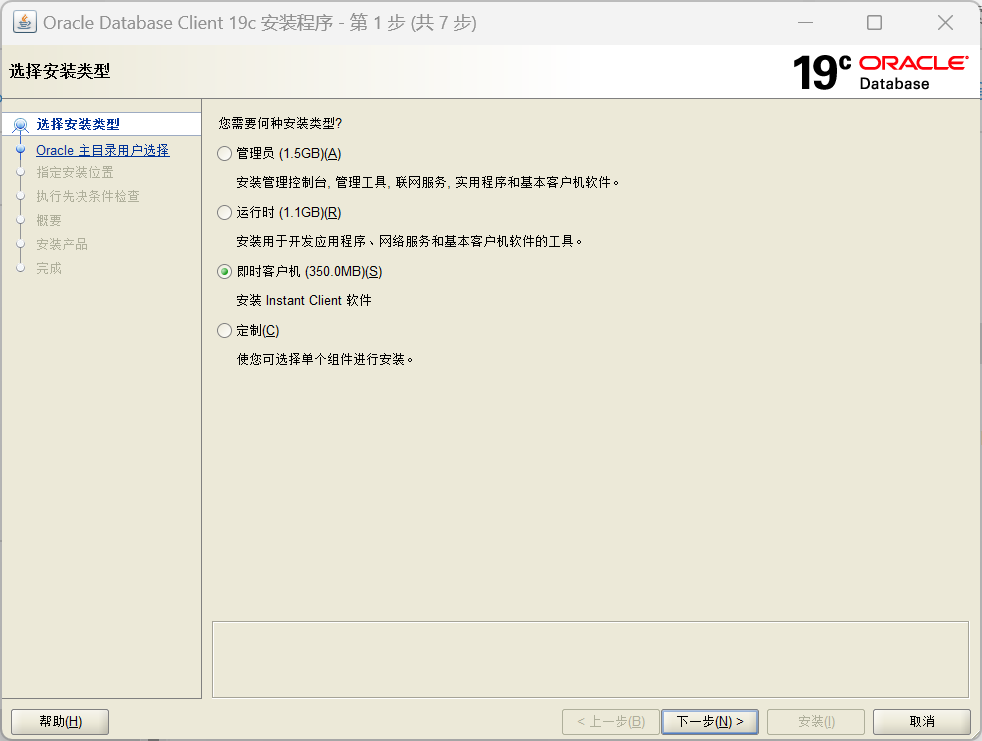 Oracle Database Client 19c 安装程序 - 第 1 步 (共 7 步)
选择安装类型
19c ORACLE
Database
选择安装类型
Oracle 主目录用户选择
指定安装位置
执行先决条件检查
概要
安装产品
完成
您需要何种安装类型?
管理员 (1.5GB)(A)
安装管理控制台, 管理工具, 联网服务, 实用程序和基本客户机软件。
运行时 (1.1GB)(R)
安装用于开发应用程序、网络服务和基本客户机软件的工具。
即时客户机 (350.0MB)(S)
安装 Instant Client 软件
定制(C)
使您可选择单个组件进行安装。
帮助(H)
< 上一步(B)
下一步(N) >
安装(I)
取消